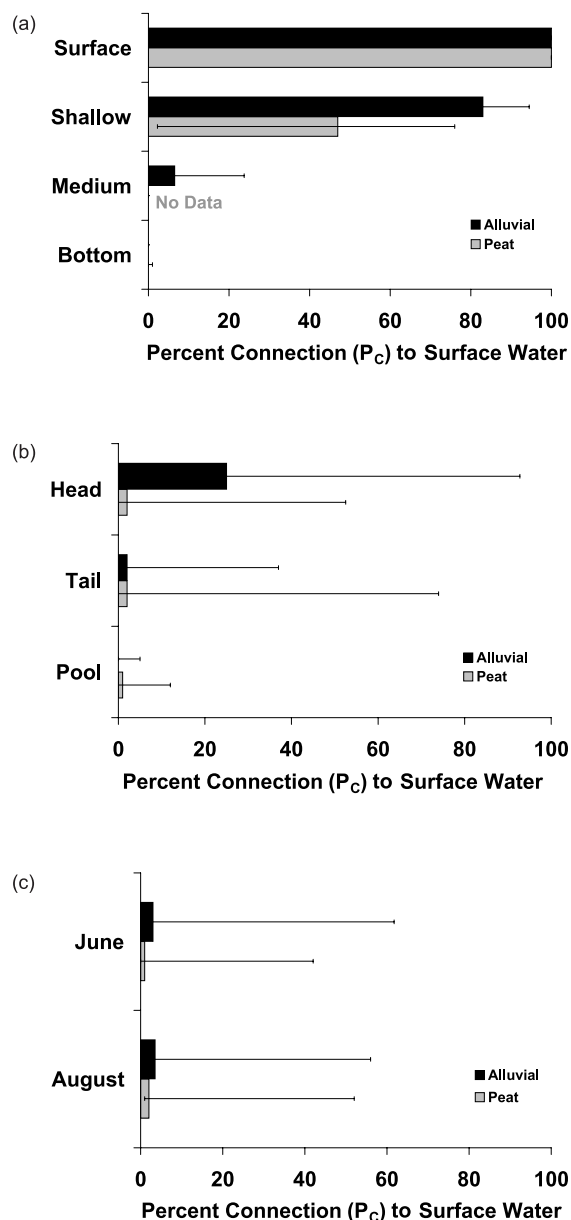 (a)
Surface
Shallow
Medium
No Data
Bottom
Alluvial
Peat
0 20 40 60 80 100
Percent Connection (Pc) to Surface Water
(b)
Head
Tail
Pool
Alluvial
Peat
0 20 40 60 80 100
Percent Connection (Pc) to Surface Water
(c)
June
August
Alluvial
Peat
0 20 40 60 80 100
Percent Connection (Pc) to Surface Water